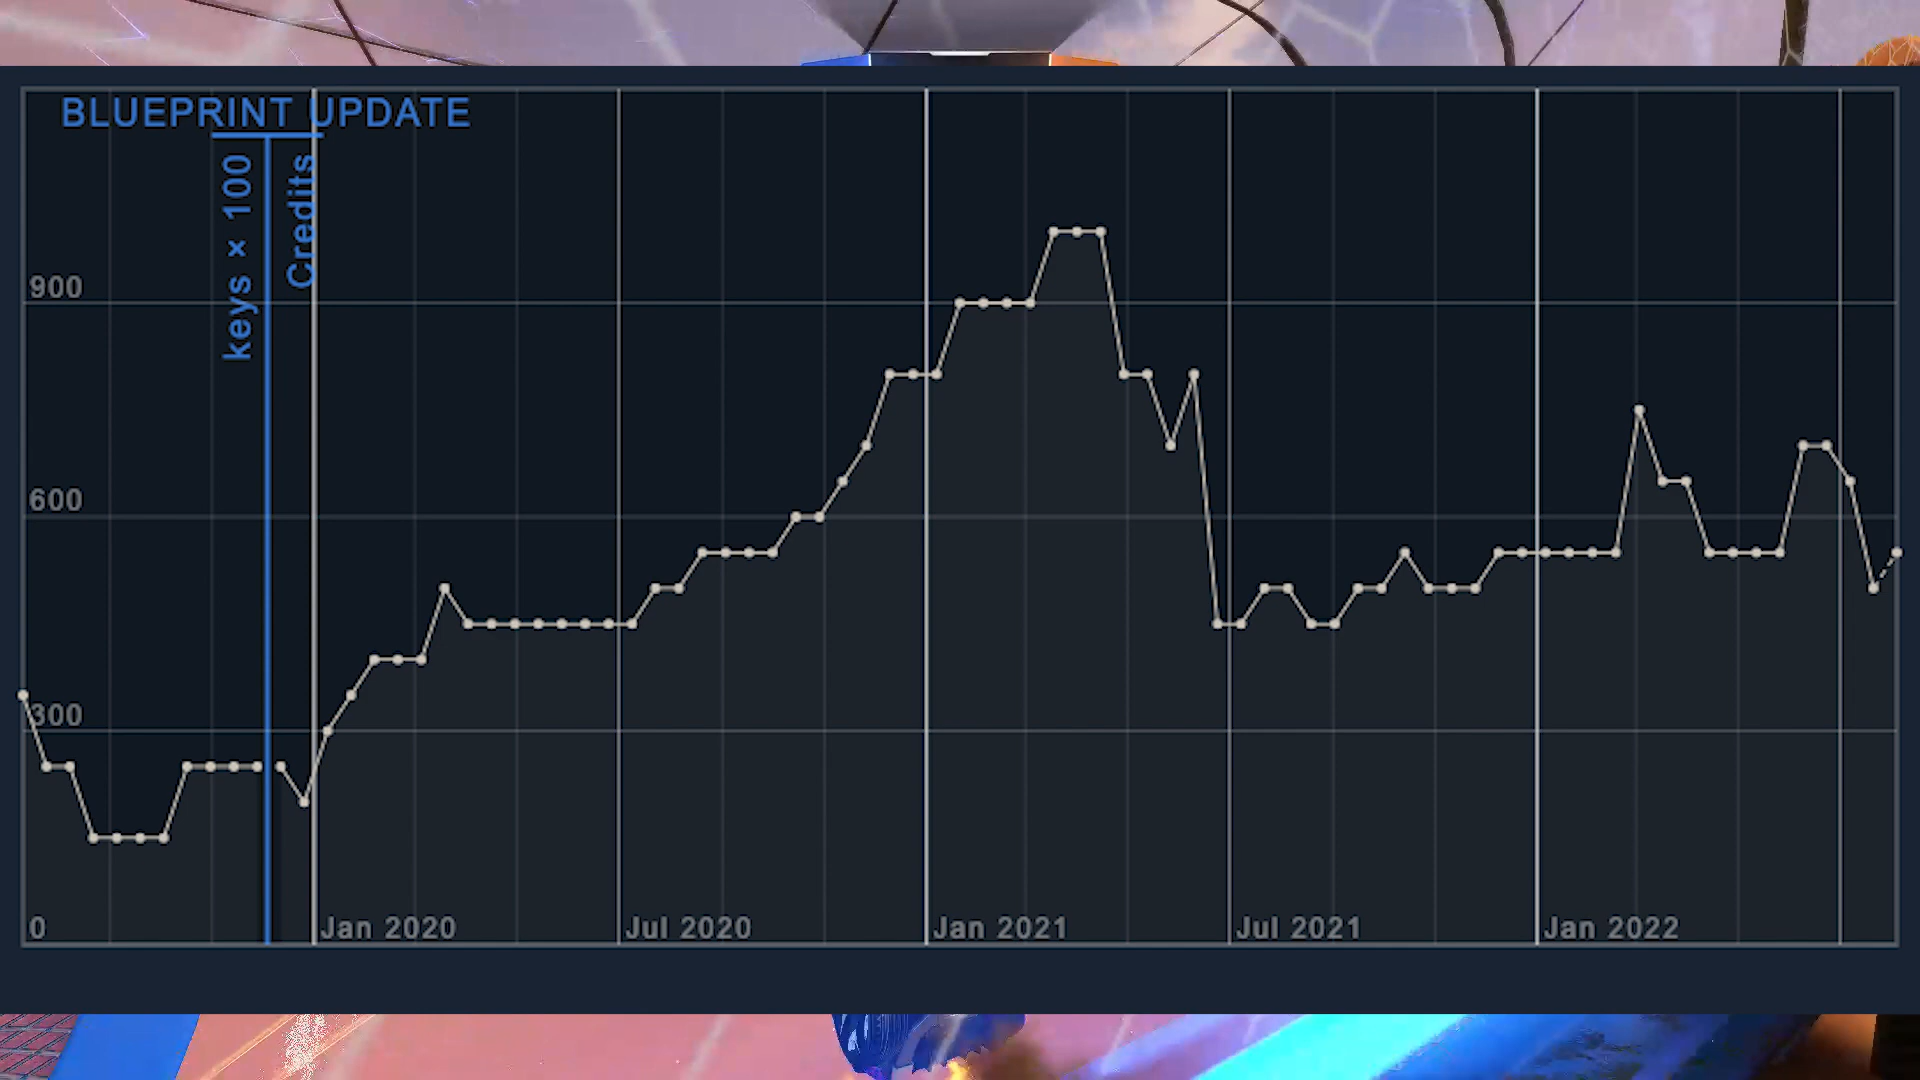 BLUEPRINT UPDATE
keys × 100
Credits
900
600
300
0
Jan 2020
Jul 2020
Jan 2021
Jul 2021
Jan 2022